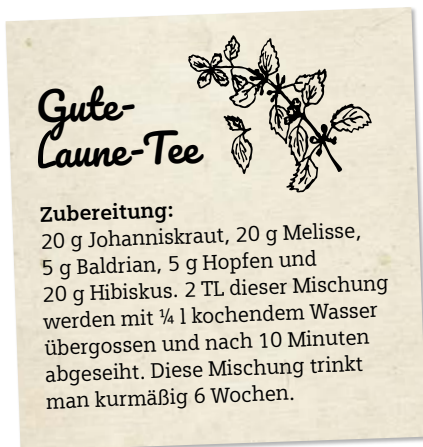 Gute-
Laune-Tee
Zubereitung:
20 g Johanniskraut, 20 g Melisse,
5 g Baldrian, 5 g Hopfen und
20 g Hibiskus. 2 TL dieser Mischung
werden mit ¼ l kochendem Wasser
übergossen und nach 10 Minuten
abgeseiht. Diese Mischung trinkt
man kurmäßig 6 Wochen.